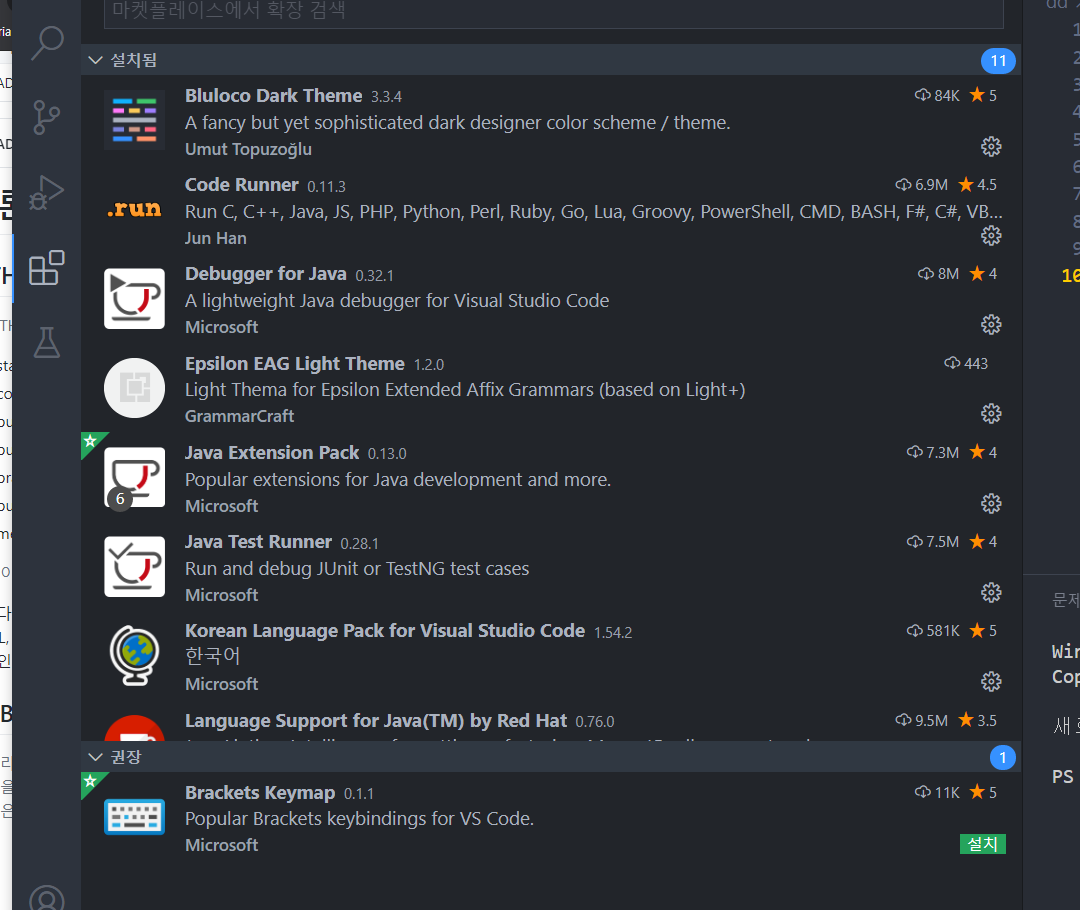 마켓플레이스에서 확장 검색
설치됨 11
Bluloco Dark Theme 3.3.4 84K 5
A fancy but yet sophisticated dark designer color scheme / theme.
Umut Topuzoğlu
.run
Code Runner 0.11.3 6.9M 4.5
Run C, C++, Java, JS, PHP, Python, Perl, Ruby, Go, Lua, Groovy, PowerShell, CMD, BASH, F#, C#, VB...
Jun Han
Debugger for Java 0.32.1 8M 4
A lightweight Java debugger for Visual Studio Code
Microsoft
Epsilon EAG Light Theme 1.2.0 443
Light Thema for Epsilon Extended Affix Grammars (based on Light+)
GrammarCraft
Java Extension Pack 0.13.0 7.3M 4
6
Popular extensions for Java development and more.
Microsoft
Java Test Runner 0.28.1 7.5M 4
Run and debug JUnit or TestNG test cases
Microsoft
Korean Language Pack for Visual Studio Code 1.54.2 581K 5
한국어
Microsoft
Language Support for Java(TM) by Red Hat 0.76.0 9.5M 3.5
권장 1
Brackets Keymap 0.1.1 11K 5
Popular Brackets keybindings for VS Code.
Microsoft
설치
PS